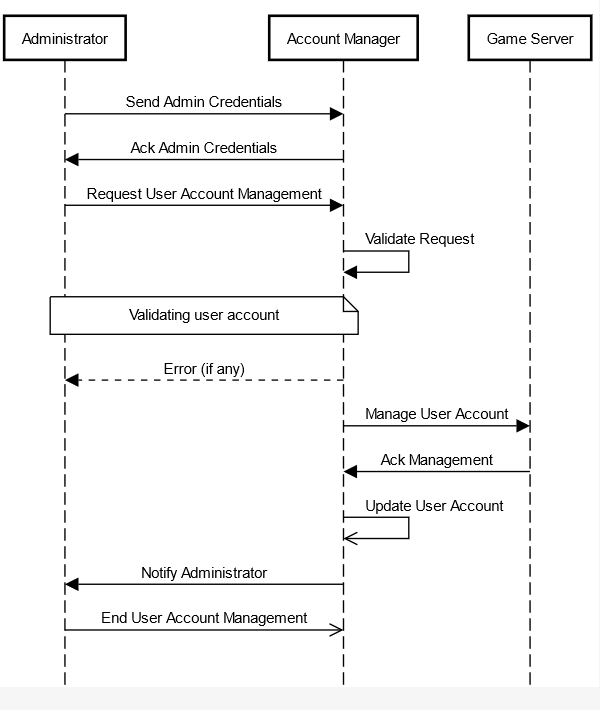 Administrator
Account Manager
Game Server
Send Admin Credentials
Ack Admin Credentials
Request User Account Management
Validate Request
Validating user account
Error (if any)
Manage User Account
Ack Management
Update User Account
Notify Administrator
End User Account Management